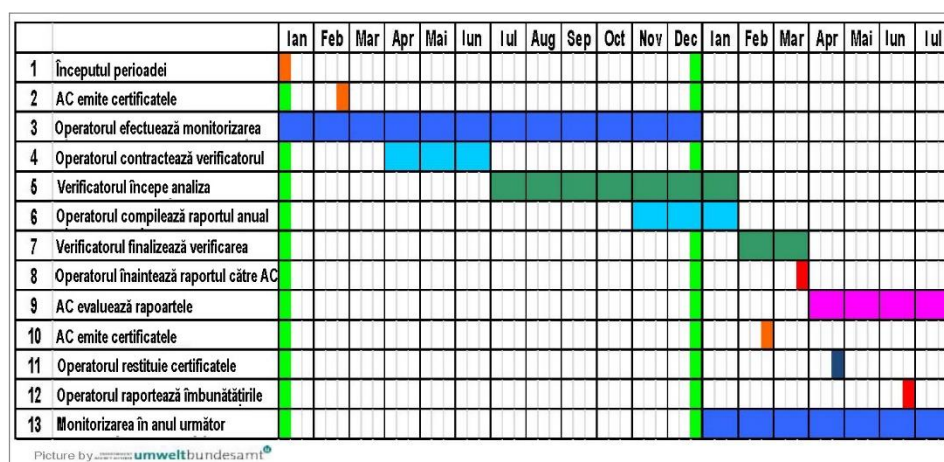 Ian Feb Mar Apr Mai Iun Iul Aug Sep Oct Nov Dec Ian Feb Mar Apr Mai Iun Iul
1 Începutul perioadei
2 AC emite certificatele
3 Operatorul efectuează monitorizarea
4 Operatorul contractează verificatorul
5 Verificatorul începe analiza
6 Operatorul compilează raportul anual
7 Verificatorul finalizează verificarea
8 Operatorul înaintează raportul către AC
9 AC evaluează rapoartele
10 AC emite certificatele
11 Operatorul restituie certificatele
12 Operatorul raportează îmbunătățirile
13 Monitorizarea în anul următor
Picture by umweltbundesamt